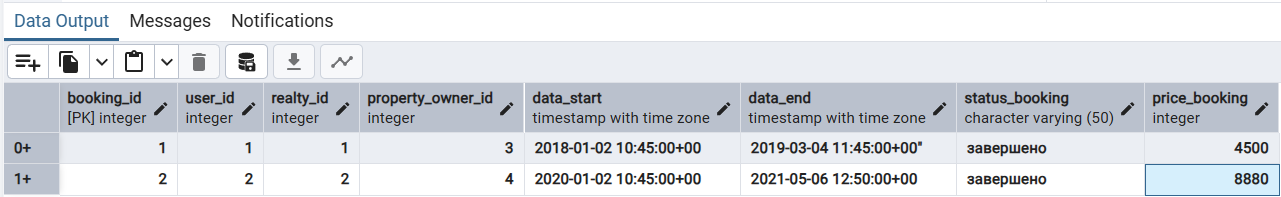 Data Output Messages Notifications
booking_id user_id realty_id property_owner_id data_start data_end status_booking price_booking
[PK] integer integer integer integer timestamp with time zone timestamp with time zone character varying (50) integer
0+ 1 1 1 3 2018-01-02 10:45:00+00 2019-03-04 11:45:00+00" завершено 4500
1+ 2 2 2 4 2020-01-02 10:45:00+00 2021-05-06 12:50:00+00 завершено 8880